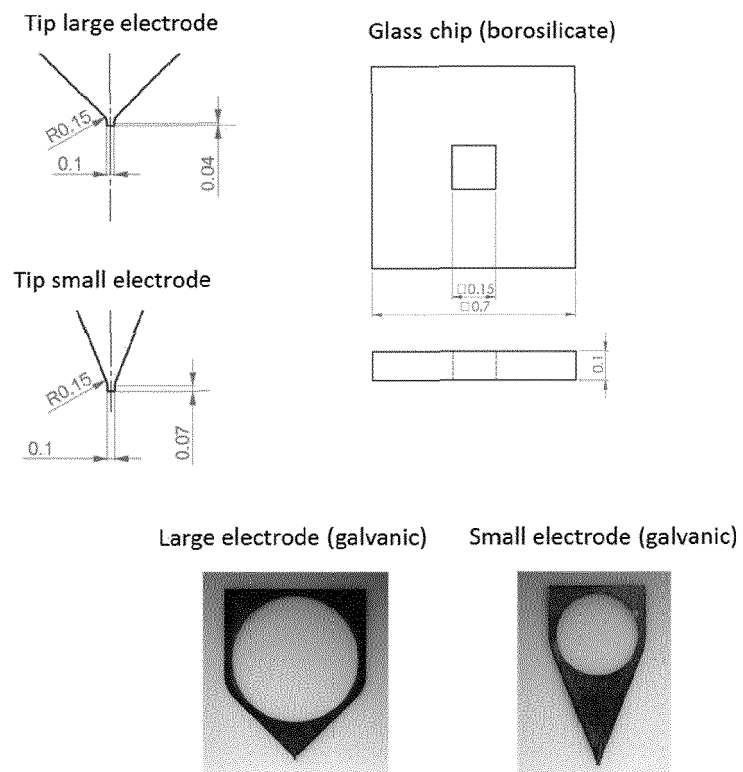 Tip large electrode
Glass chip (borosilicate)
R0.15
0.1
0.04
Tip small electrode
□0.15
□0.7
R0.15
0.1
0.1
0.07
Large electrode (galvanic)
Small electrode (galvanic)